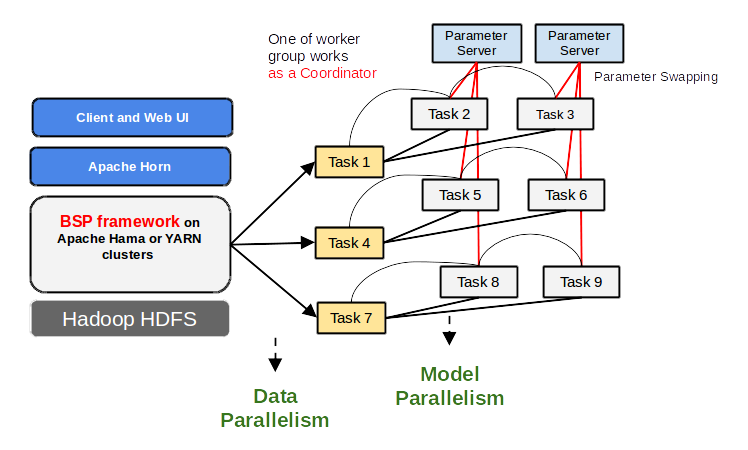 One of worker
group works
as a Coordinator
Parameter
Server
Parameter
Server
Parameter Swapping
Client and Web UI
Apache Horn
BSP framework on
Apache Hama or YARN
clusters
Hadoop HDFS
Task 1
Task 2
Task 3
Task 4
Task 5
Task 6
Task 7
Task 8
Task 9
Data
Parallelism
Model
Parallelism